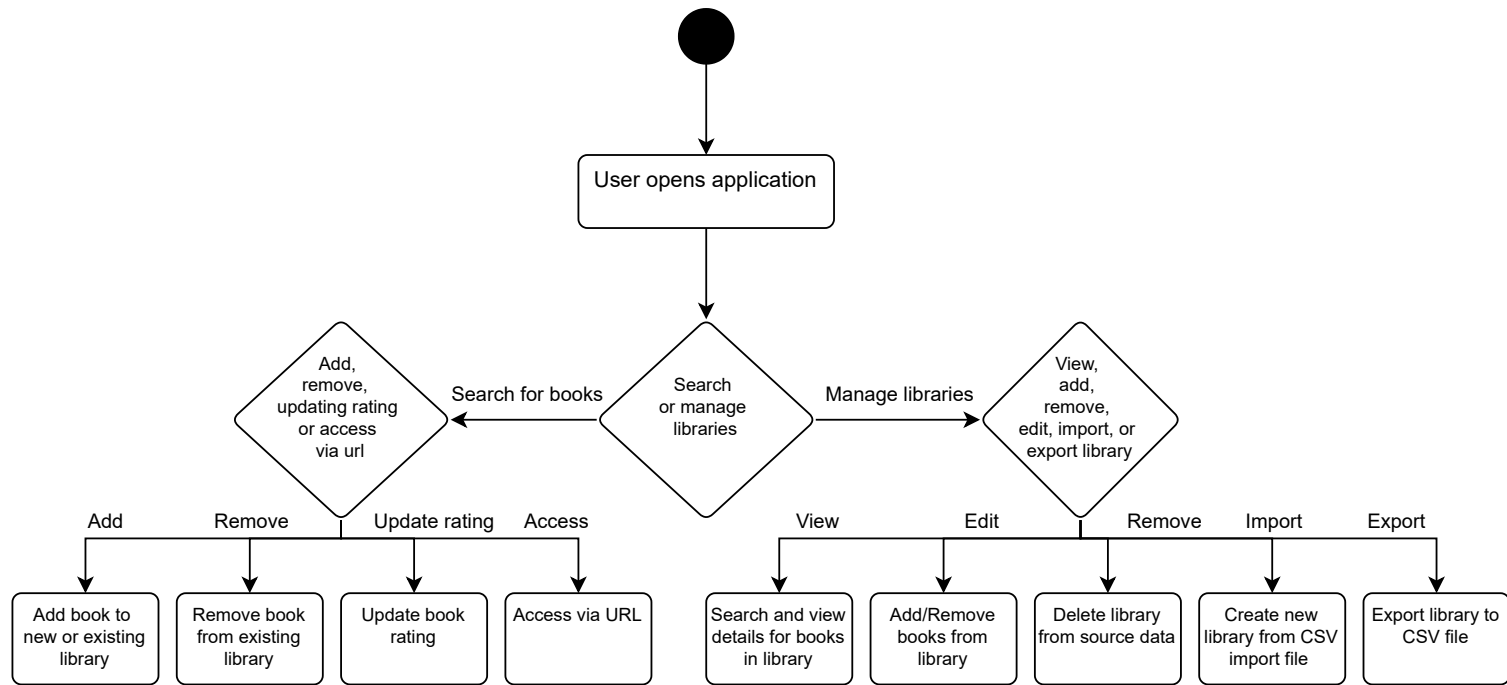 User opens application
Add,
remove,
updating rating
or access
via url
Search for books
Search
or manage
libraries
Manage libraries
View,
add,
remove,
edit, import, or
export library
Add
Remove
Update rating
Access
View
Edit
Remove
Import
Export
Add book to
new or existing
library
Remove book
from existing
library
Update book
rating
Access via URL
Search and view
details for books
in library
Add/Remove
books from
library
Delete library
from source data
Create new
library from CSV
import file
Export library to
CSV file